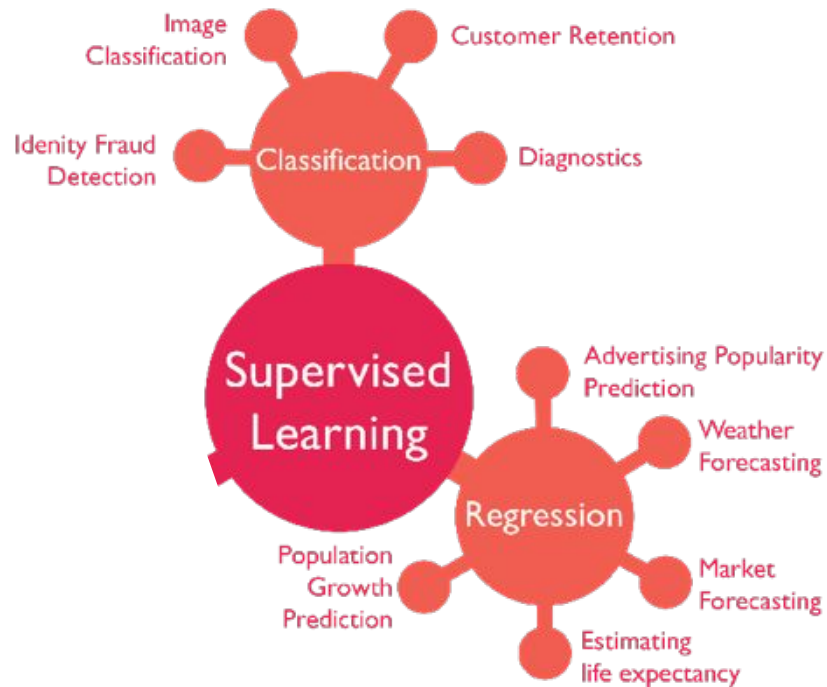 Image
Classification
Customer Retention
Idenity Fraud
Detection
Classification
Diagnostics
Supervised
Learning
Advertising Popularity
Prediction
Weather
Forecasting
Regression
Population
Growth
Prediction
Market
Forecasting
Estimating
life expectancy